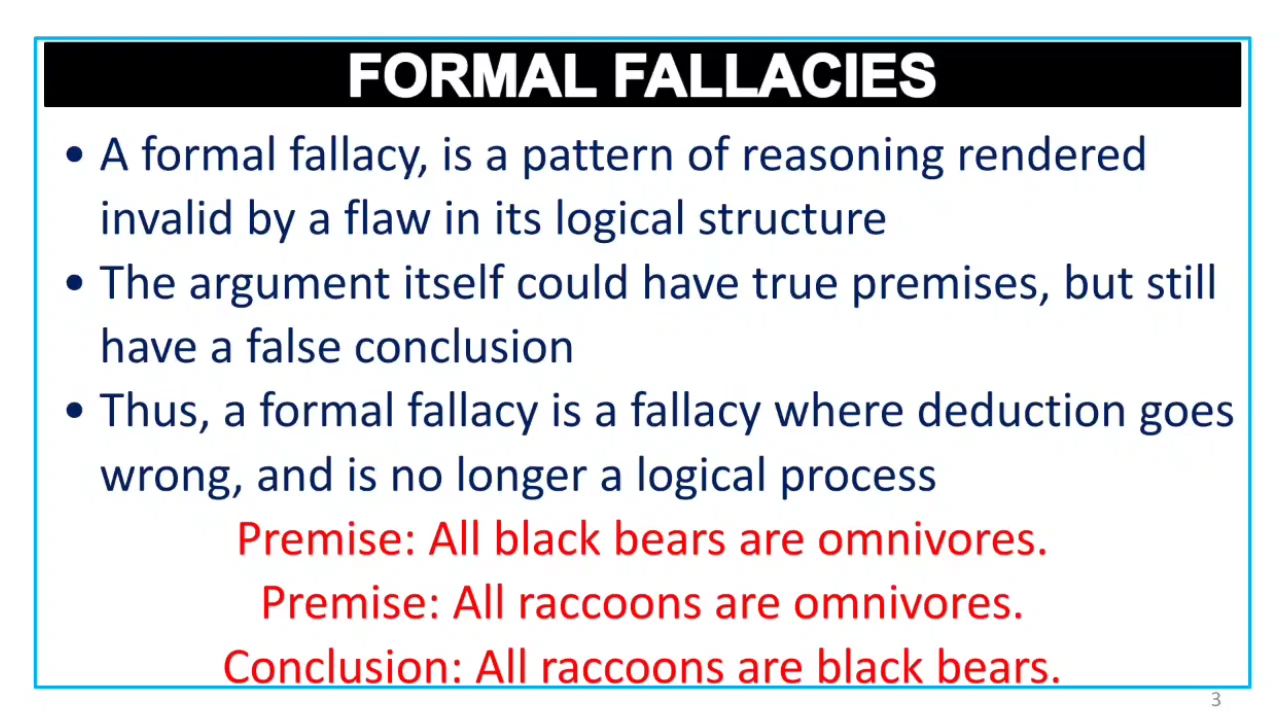 FORMAL FALLACIES
• A formal fallacy, is a pattern of reasoning rendered
invalid by a flaw in its logical structure
• The argument itself could have true premises, but still
have a false conclusion
• Thus, a formal fallacy is a fallacy where deduction goes
wrong, and is no longer a logical process
Premise: All black bears are omnivores.
Premise: All raccoons are omnivores.
Conclusion: All raccoons are black bears.
3